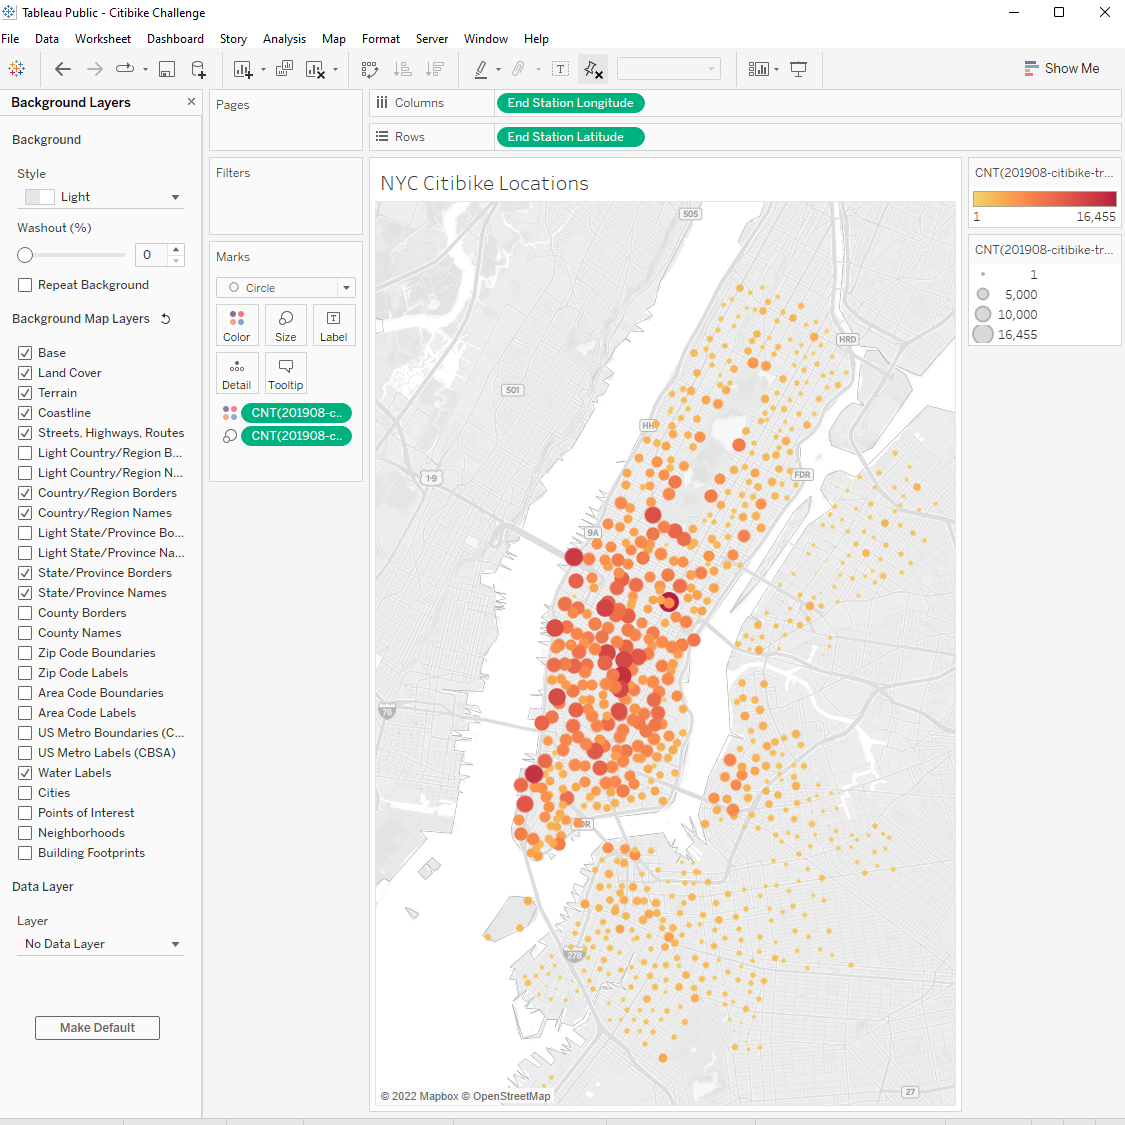 Tableau Public - Citibike Challenge
File Data Worksheet Dashboard Story Analysis Map Format Server Window Help
Show Me
Background Layers
Background
Style
Light
Washout (%)
0
Repeat Background
Background Map Layers
Base
Land Cover
Terrain
Coastline
Streets, Highways, Routes
Light Country/Region B...
Light Country/Region N...
Country/Region Borders
Country/Region Names
Light State/Province Bo...
Light State/Province Na...
State/Province Borders
State/Province Names
County Borders
County Names
Zip Code Boundaries
Zip Code Labels
Area Code Boundaries
Area Code Labels
US Metro Boundaries (C...
US Metro Labels (CBSA)
Water Labels
Cities
Points of Interest
Neighborhoods
Building Footprints
Data Layer
Layer
No Data Layer
Make Default
Pages
Filters
Marks
Circle
Color Size Label
Detail Tooltip
CNT(201908-c..
CNT(201908-c..
Columns End Station Longitude
Rows End Station Latitude
NYC Citibike Locations
505
HRD
501
HH
1-9
FDR
9A
78
278
27
© 2022 Mapbox © OpenStreetMap
CNT(201908-citibike-tr...
1 16,455
CNT(201908-citibike-tr...
1
5,000
10,000
16,455